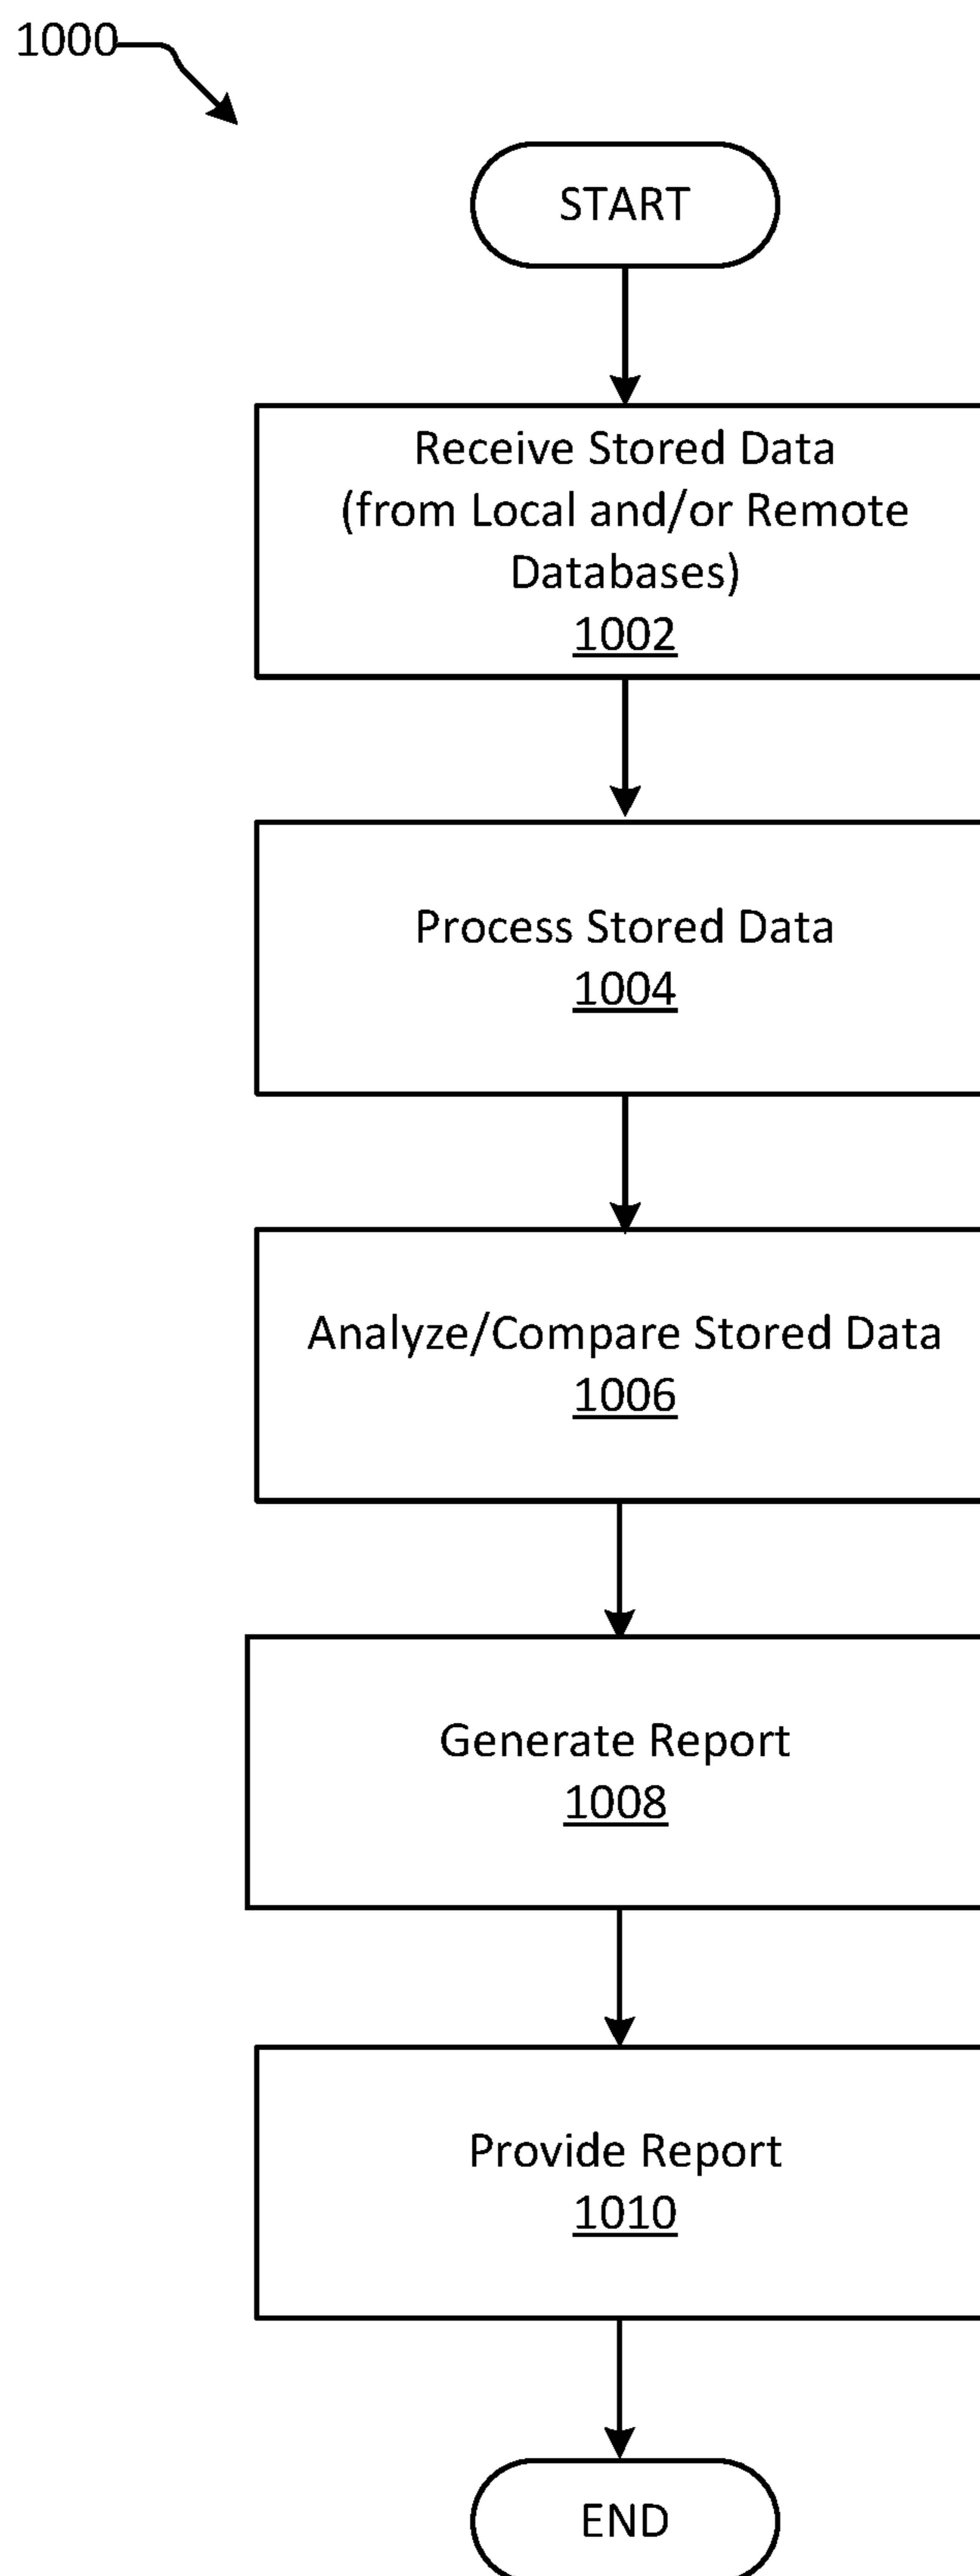 1000
START
Receive Stored Data
(from Local and/or Remote
Databases)
1002
Process Stored Data
1004
Analyze/Compare Stored Data
1006
Generate Report
1008
Provide Report
1010
END